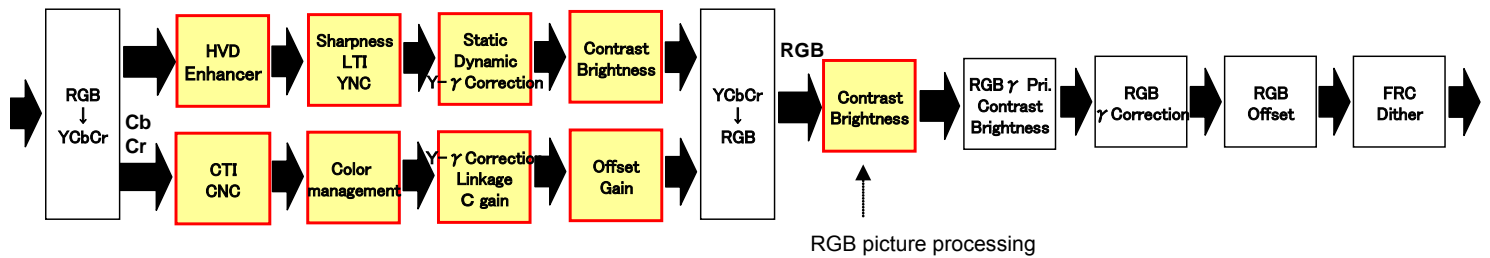 RGB
↓
YCbCr
Cb
Cr
HVD
Enhancer
Sharpness
LTI
YNC
Static
Dynamic
Y-γ Correction
Contrast
Brightness
CTI
CNC
Color
management
Y-γ Correction
Linkage
C gain
Offset
Gain
YCbCr
↓
RGB
RGB
Contrast
Brightness
RGB γ Pri.
Contrast
Brightness
RGB
γ Correction
RGB
Offset
FRC
Dither
RGB picture processing